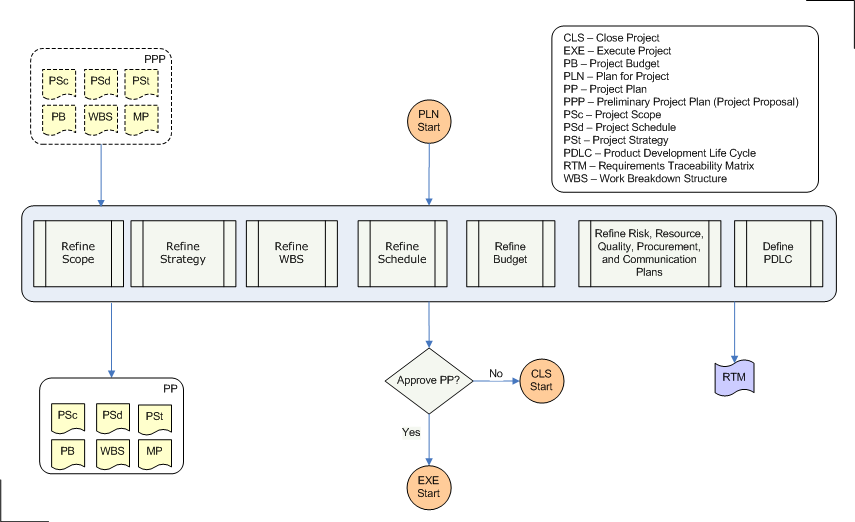 PPP
PSc
PSd
PSt
PB
WBS
MP
PLN
Start
CLS – Close Project
EXE – Execute Project
PB – Project Budget
PLN – Plan for Project
PP – Project Plan
PPP – Preliminary Project Plan (Project Proposal)
PSc – Project Scope
PSd – Project Schedule
PSt – Project Strategy
PDLC – Product Development Life Cycle
RTM – Requirements Traceability Matrix
WBS – Work Breakdown Structure
Refine
Scope
Refine
Strategy
Refine
WBS
Refine
Schedule
Refine
Budget
Refine Risk, Resource,
Quality, Procurement,
and Communication
Plans
Define
PDLC
PP
PSc
PSd
PSt
PB
WBS
MP
Approve PP?
No
CLS
Start
Yes
EXE
Start
RTM